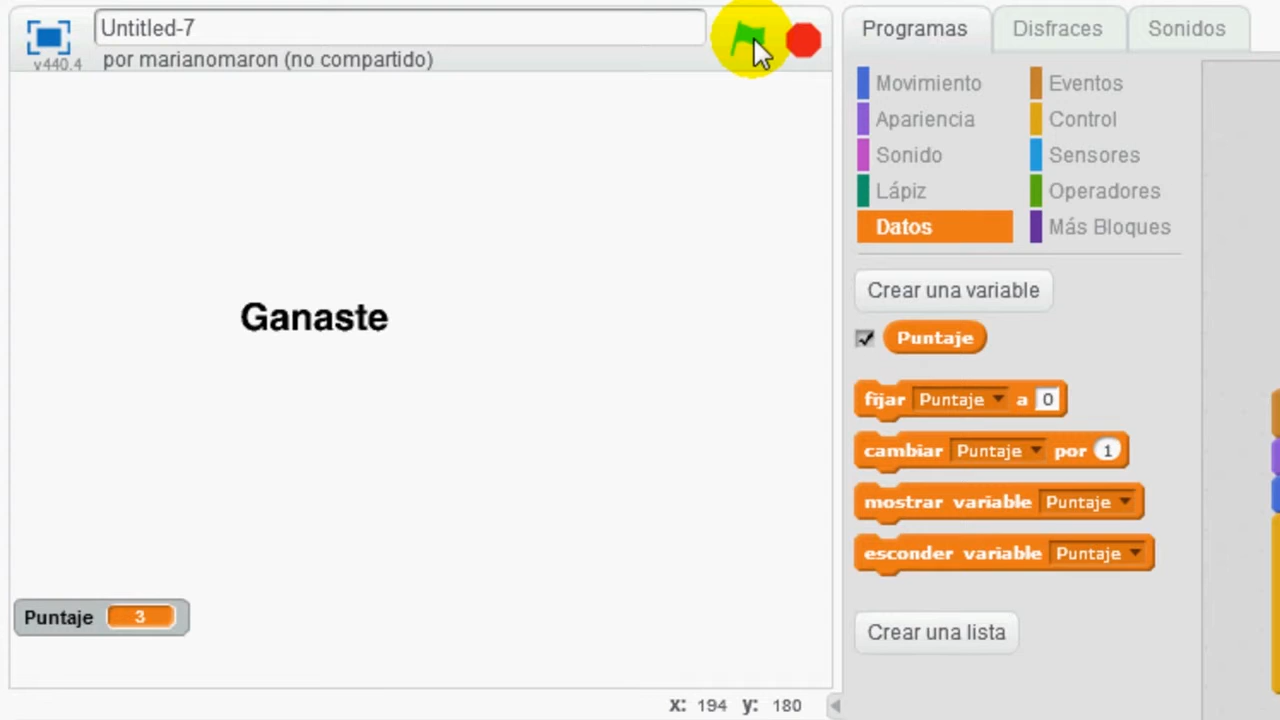 Untitled-7
v440.4
por marianomaron (no compartido)
Ganaste
Puntaje 3
x: 194 y: 180
Programas Disfraces Sonidos
Movimiento Eventos
Apariencia Control
Sonido Sensores
Lápiz Operadores
Datos Más Bloques
Crear una variable
Puntaje
fijar Puntaje a 0
cambiar Puntaje por 1
mostrar variable Puntaje
esconder variable Puntaje
Crear una lista